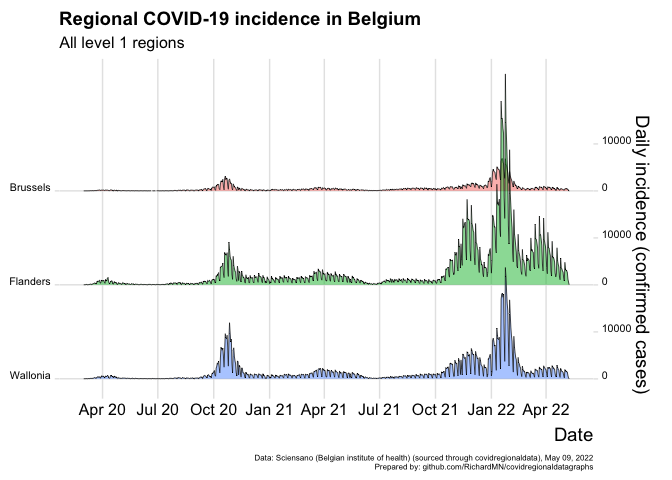 Regional COVID-19 incidence in Belgium
All level 1 regions
10000
Brussels
0
10000
Flanders
0
10000
Wallonia
0
Daily incidence (confirmed cases)
Apr 20 Jul 20 Oct 20 Jan 21 Apr 21 Jul 21 Oct 21 Jan 22 Apr 22
Date
Data: Sciensano (Belgian institute of health) (sourced through covidregionaldata), May 09, 2022
Prepared by: github.com/RichardMN/covidregionaldatagraphs